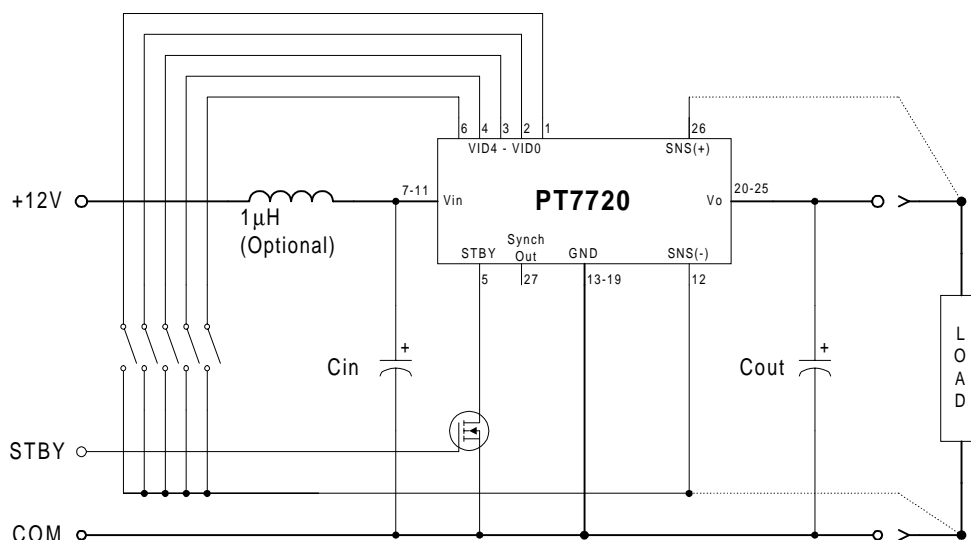 6 4 3 2 1
26
VID4 - VID0
SNS(+)
+12V
7-11
Vin
PT7720
Vo
20-25
1μH
(Optional)
STBY
Synch
Out
GND
SNS(-)
5
27
13-19
12
+
Cin
+
Cout
L
O
A
D
STBY
COM